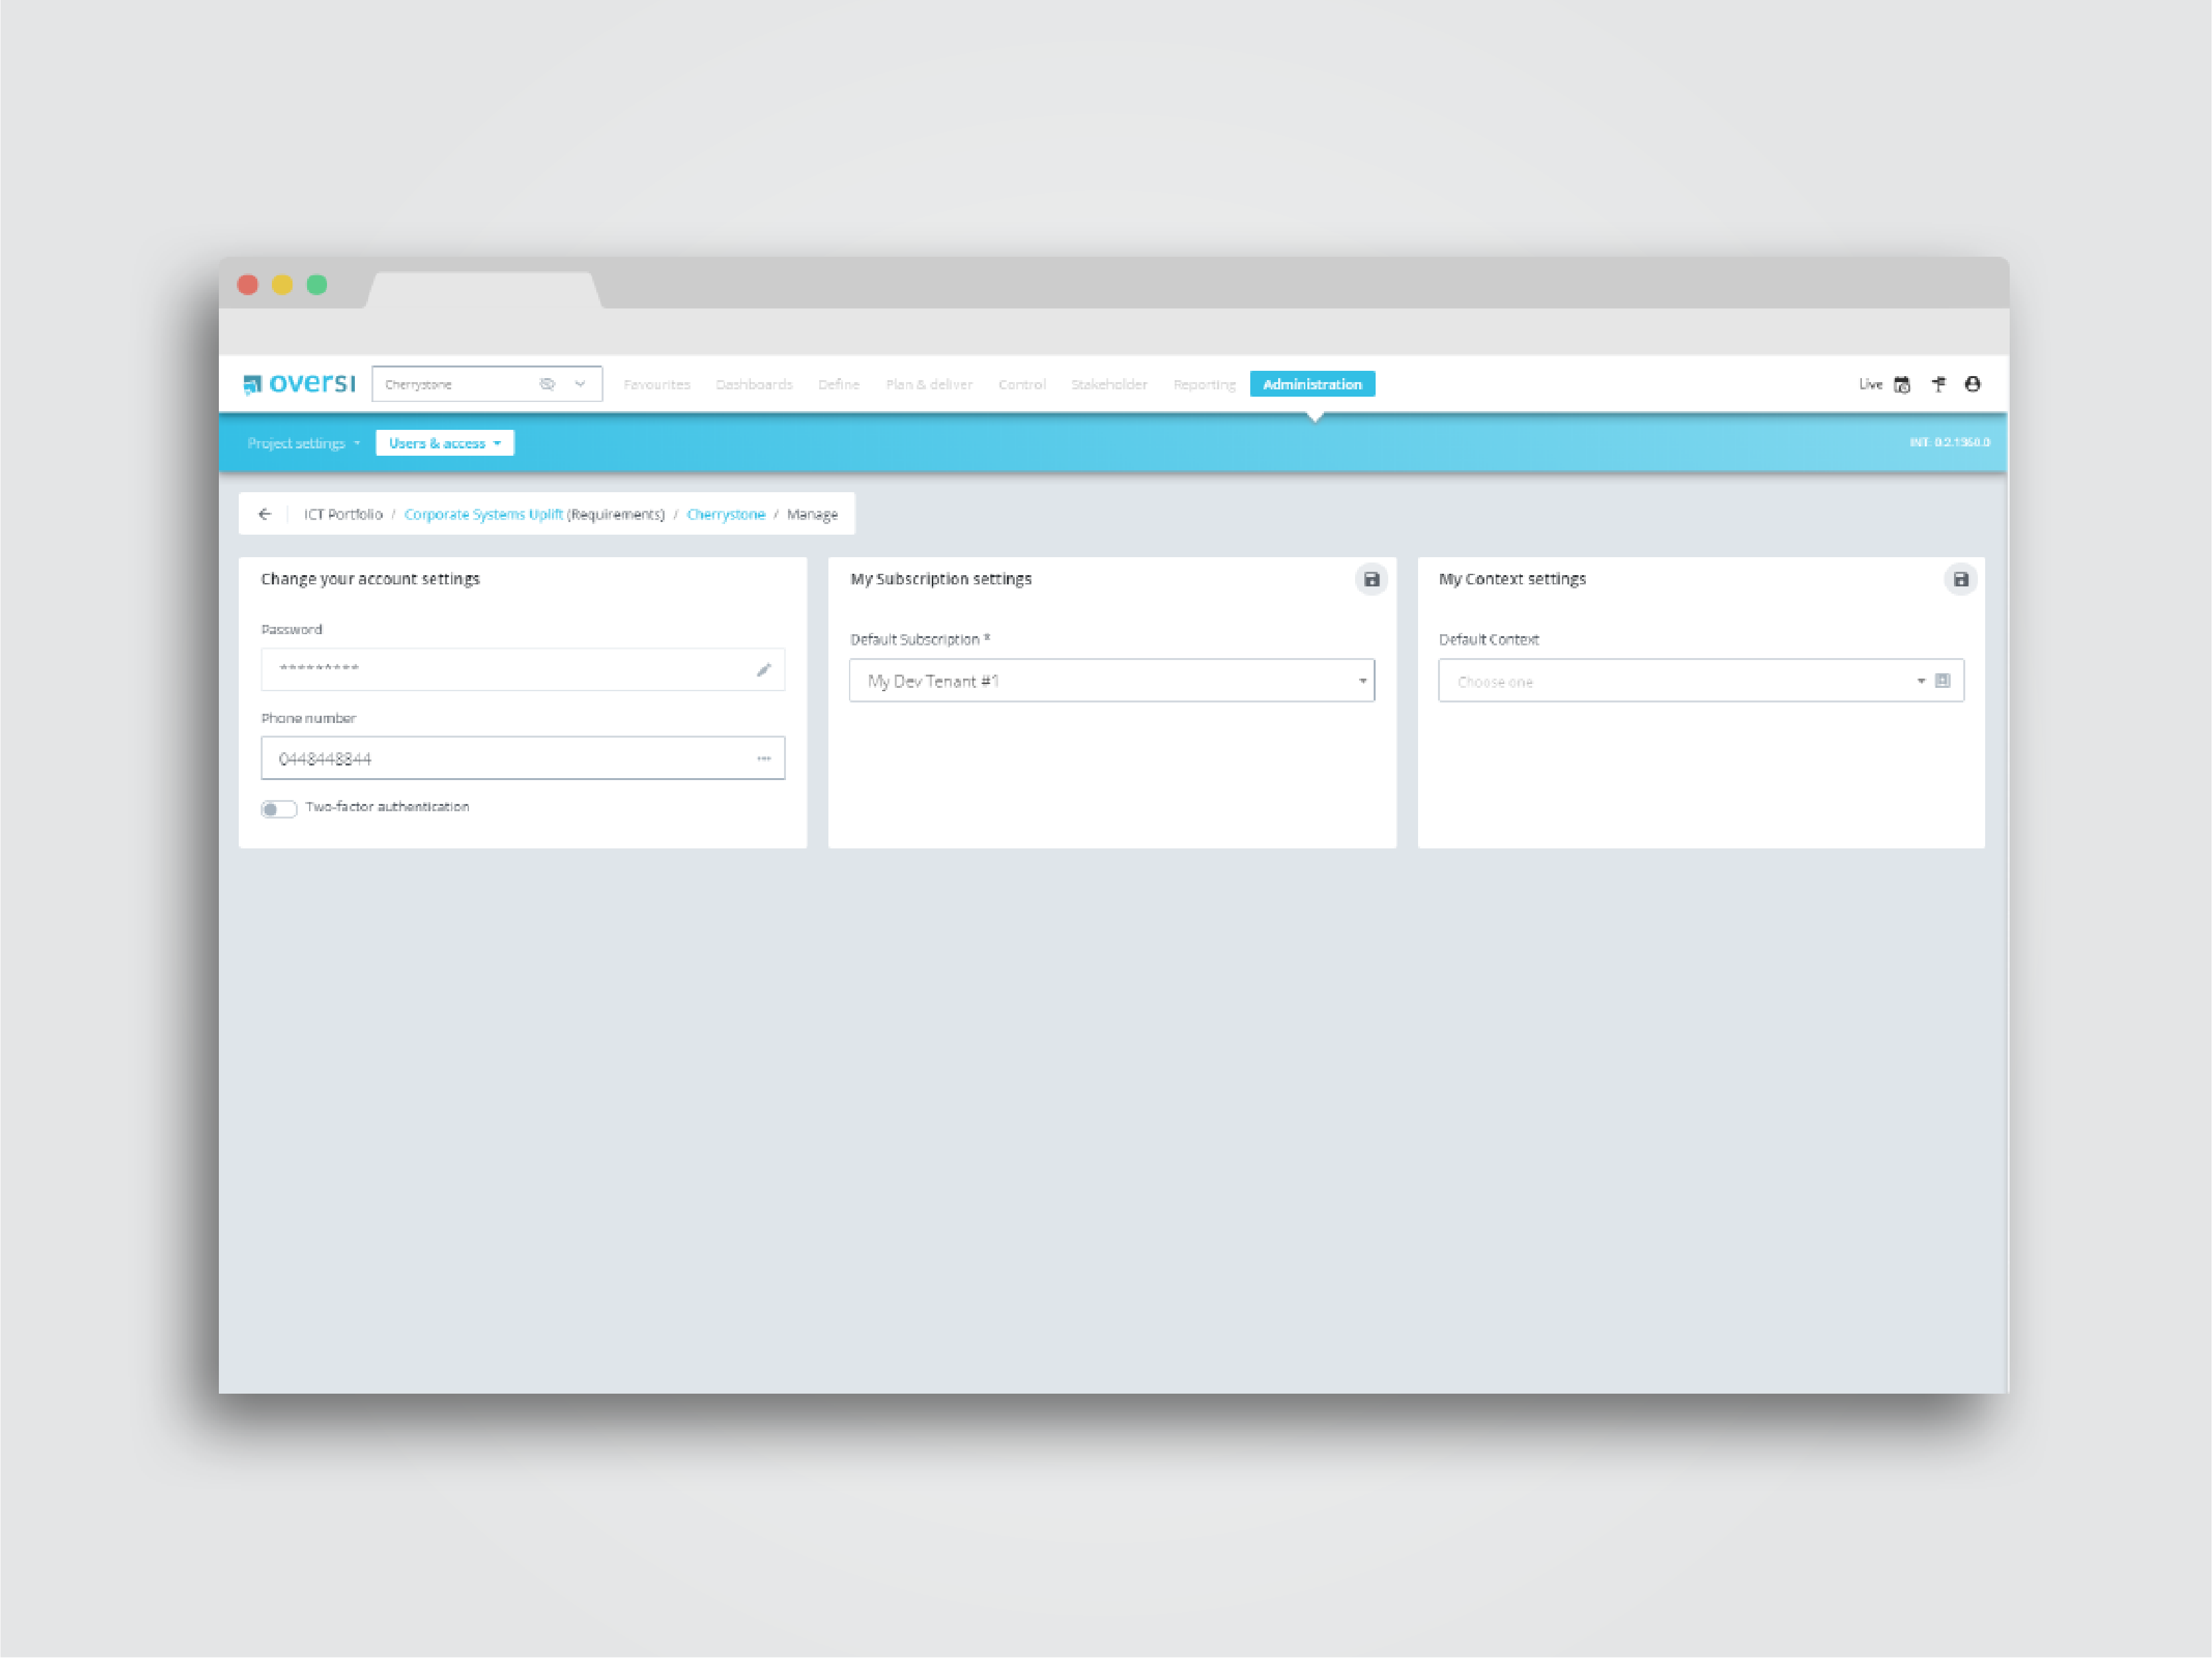 oversi
Cherrystone
Favourites
Dashboards
Define
Plan & deliver
Control
Stakeholder
Reporting
Administration
Live
Project settings
Users & access
INT: 0.2.1360.0
ICT Portfolio / Corporate Systems Uplift (Requirements) / Cherrystone / Manage
Change your account settings
Password
*********
Phone number
0448448844
Two-factor authentication
My Subscription settings
Default Subscription *
My Dev Tenant #1
My Context settings
Default Context
Choose one